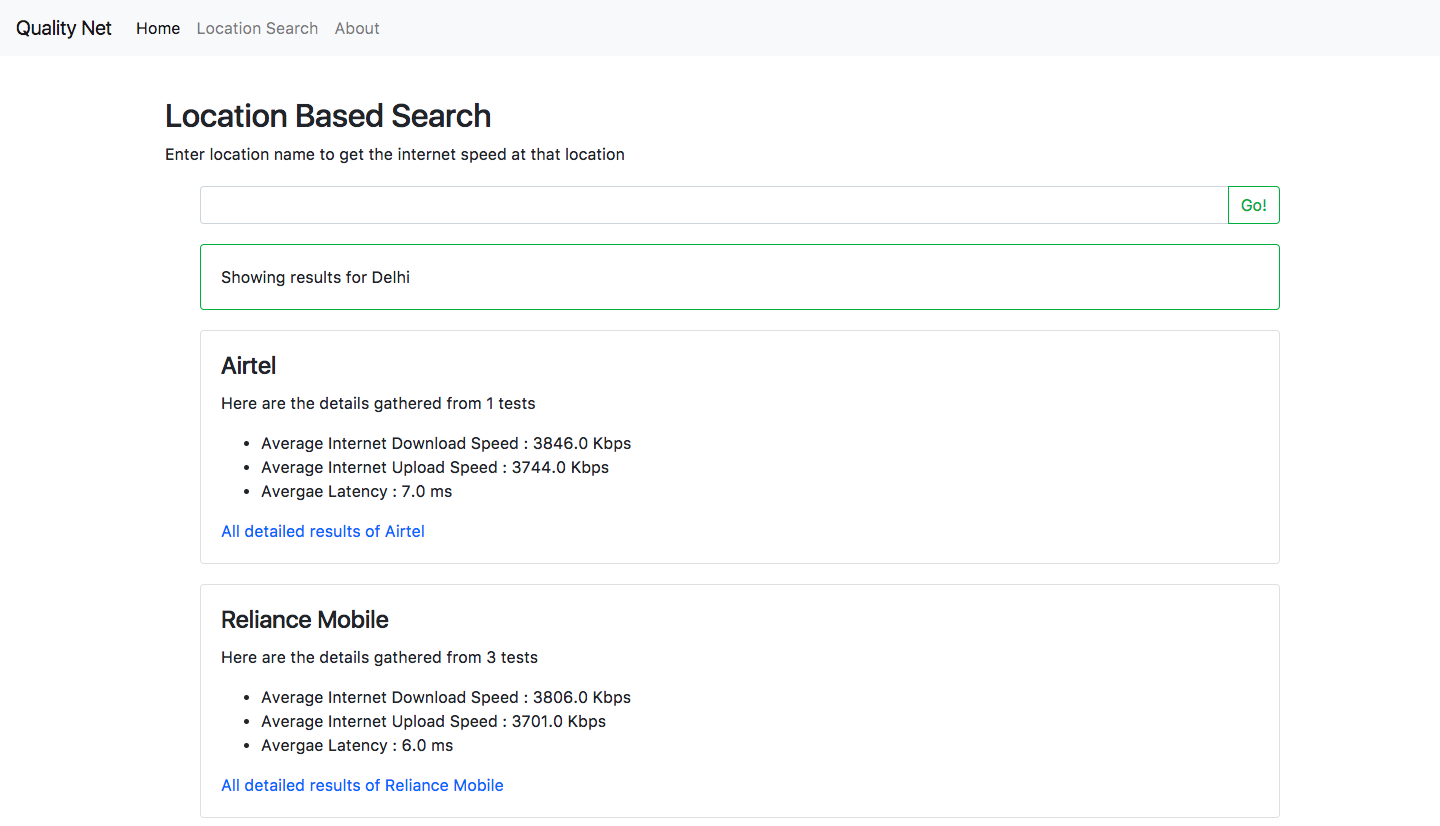 Quality Net Home Location Search About
Location Based Search
Enter location name to get the internet speed at that location
Go!
Showing results for Delhi
Airtel
Here are the details gathered from 1 tests
• Average Internet Download Speed : 3846.0 Kbps
• Average Internet Upload Speed : 3744.0 Kbps
• Avergae Latency : 7.0 ms
All detailed results of Airtel
Reliance Mobile
Here are the details gathered from 3 tests
• Average Internet Download Speed : 3806.0 Kbps
• Average Internet Upload Speed : 3701.0 Kbps
• Avergae Latency : 6.0 ms
All detailed results of Reliance Mobile